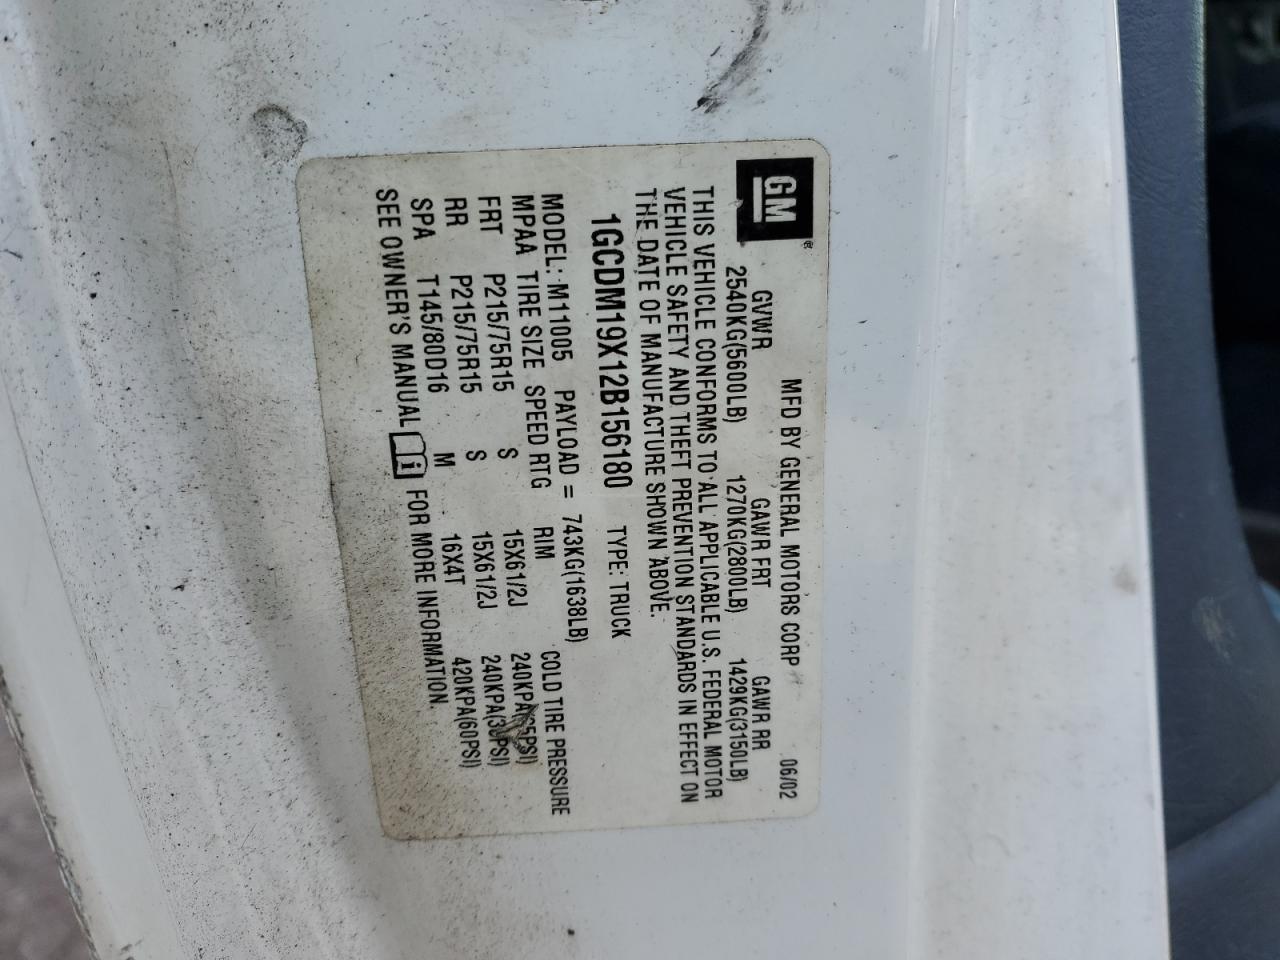 GM
MFD BY GENERAL MOTORS CORP 06/02
GVWR GAWR FRT GAWR RR
2540KG(5600LB) 1270KG(2800LB) 1429KG(3150LB)
THIS VEHICLE CONFORMS TO ALL APPLICABLE U.S. FEDERAL MOTOR
VEHICLE SAFETY AND THEFT PREVENTION STANDARDS IN EFFECT ON
THE DATE OF MANUFACTURE SHOWN ABOVE.
1GCDM19X12B156180 TYPE: TRUCK
MODEL: M11005 PAYLOAD = 743KG(1638LB)
MPAA TIRE SIZE SPEED RTG RIM COLD TIRE PRESSURE
FRT P215/75R15 S 15X61/2J 240KPA(35PSI)
RR P215/75R15 S 15X61/2J 240KPA(35PSI)
SPA T145/80D16 M 16X4T 420KPA(60PSI)
SEE OWNER'S MANUAL i FOR MORE INFORMATION.